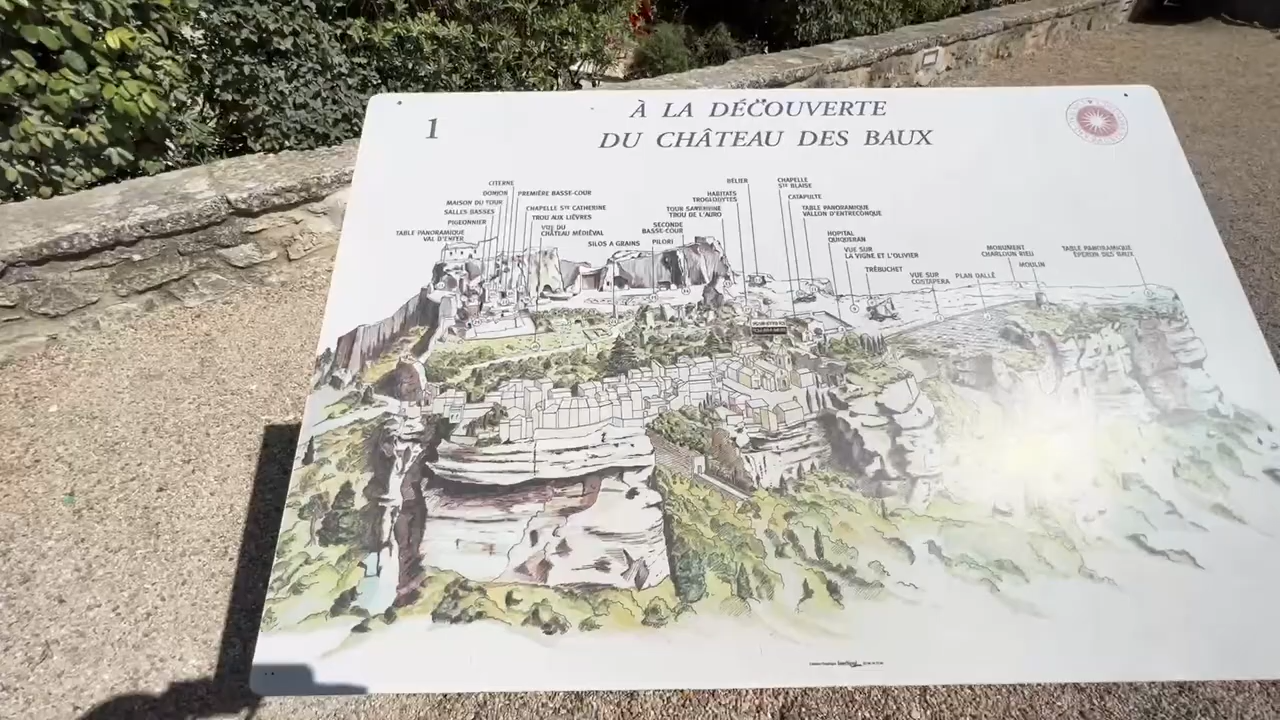 1
À LA DÉCOUVERTE
DU CHÂTEAU DES BAUX
CITERNE
DONJON
PREMIÈRE BASSE-COUR
MAISON DU TOUR
SALLES BASSES
PIGEONNIER
TABLE PANORAMIQUE
VAL D'ENFER
CHAPELLE STE CATHERINE
TROU AUX LIÈVRES
VUE DU
CHÂTEAU MÉDIÉVAL
SILOS A GRAINS
BÉLIER
HABITATS
TROGLODYTES
TOUR SARRASINE
TROU DE L'AURO
SECONDE
BASSE-COUR
PILORI
CHAPELLE
STE BLAISE
CATAPULTE
TABLE PANORAMIQUE
VALLON D'ENTRECONQUE
HOPITAL
QUIQUERAN
VUE SUR
LA VIGNE ET L'OLIVIER
TRÉBUCHET
VUE SUR
COSTAPERA
PLAN DALLÉ
MONUMENT
CHARLOUN RIEU
MOULIN
TABLE PANORAMIQUE
ÉPERON DES BAUX